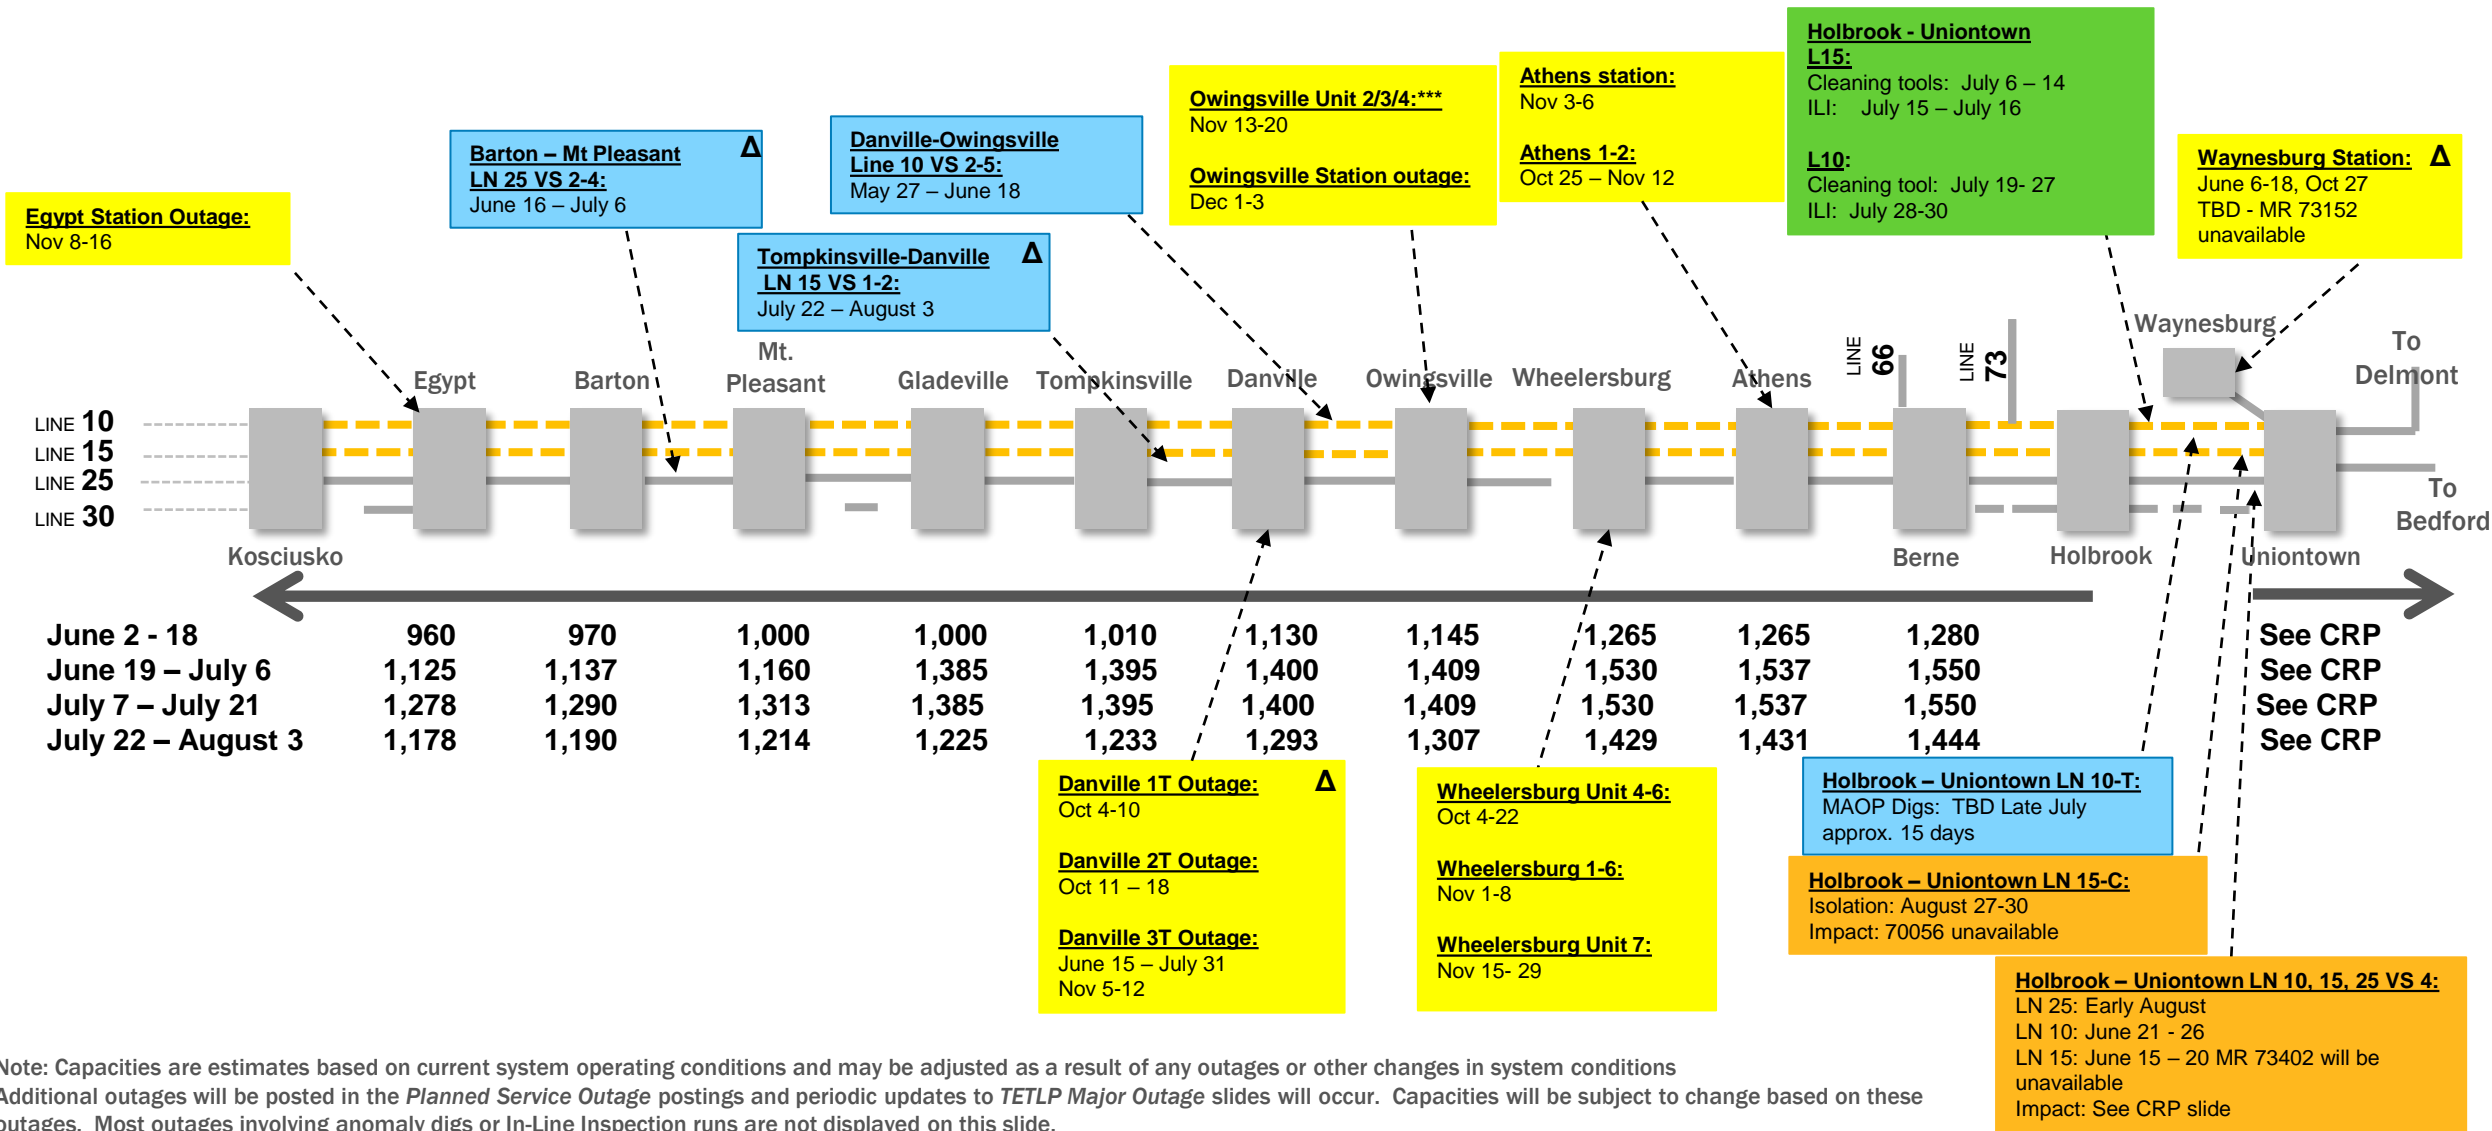 Holbrook - Uniontown
L15:
Cleaning tools:  July 6 – 14
ILI:    July 15 – July 16
L10:
Cleaning tool:  July 19- 27
ILI:  July 28-30
Athens station:
Nov 3-6
Athens 1-2:
Oct 25 – Nov 12
Owingsville Unit 2/3/4:***
Nov 13-20
Owingsville Station outage:
Dec 1-3
Danville-Owingsville
Line 10 VS 2-5:
May 27 – June 18
Barton – Mt Pleasant Δ
LN 25 VS 2-4:
June 16 – July 6
Waynesburg Station: Δ
June 6-18, Oct 27
TBD - MR 73152
unavailable
Egypt Station Outage:
Nov 8-16
Tompkinsville-Danville Δ
LN 15 VS 1-2:
July 22 – August 3
Waynesburg
To
Delmont
LINE 66
LINE 73
Egypt
Barton
Mt.
Pleasant
Gladeville
Tompkinsville
Danville
Owingsville
Wheelersburg
Athens
LINE 10
LINE 15
LINE 25
LINE 30
To
Bedford
Kosciusko
Berne
Holbrook
Uniontown
June 2 - 18 960 970 1,000 1,000 1,010 1,130 1,145 1,265 1,265 1,280 See CRP
June 19 – July 6 1,125 1,137 1,160 1,385 1,395 1,400 1,409 1,530 1,537 1,550 See CRP
July 7 – July 21 1,278 1,290 1,313 1,385 1,395 1,400 1,409 1,530 1,537 1,550 See CRP
July 22 – August 3 1,178 1,190 1,214 1,225 1,233 1,293 1,307 1,429 1,431 1,444 See CRP
Danville 1T Outage: Δ
Oct 4-10
Danville 2T Outage:
Oct 11 – 18
Danville 3T Outage:
June 15 – July 31
Nov 5-12
Wheelersburg Unit 4-6:
Oct 4-22
Wheelersburg 1-6:
Nov 1-8
Wheelersburg Unit 7:
Nov 15- 29
Holbrook – Uniontown LN 10-T:
MAOP Digs:  TBD Late July
approx. 15 days
Holbrook – Uniontown LN 15-C:
Isolation: August 27-30
Impact: 70056 unavailable
Holbrook – Uniontown LN 10, 15, 25 VS 4:
LN 25: Early August
LN 10: June 21 - 26
LN 15: June 15 – 20 MR 73402 will be
unavailable
Impact: See CRP slide
Note: Capacities are estimates based on current system operating conditions and may be adjusted as a result of any outages or other changes in system conditions
Additional outages will be posted in the Planned Service Outage postings and periodic updates to TETLP Major Outage slides will occur.  Capacities will be subject to change based on these
outages.  Most outages involving anomaly digs or In-Line Inspection runs are not displayed on this slide.